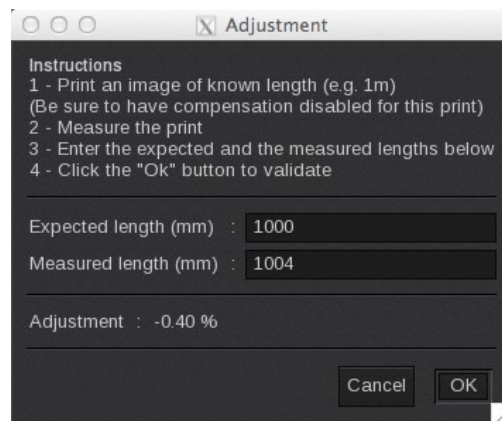 Adjustment
Instructions
1 - Print an image of known length (e.g. 1m)
(Be sure to have compensation disabled for this print)
2 - Measure the print
3 - Enter the expected and the measured lengths below
4 - Click the "Ok" button to validate
Expected length (mm) : 1000
Measured length (mm) : 1004
Adjustment : -0.40 %
Cancel OK